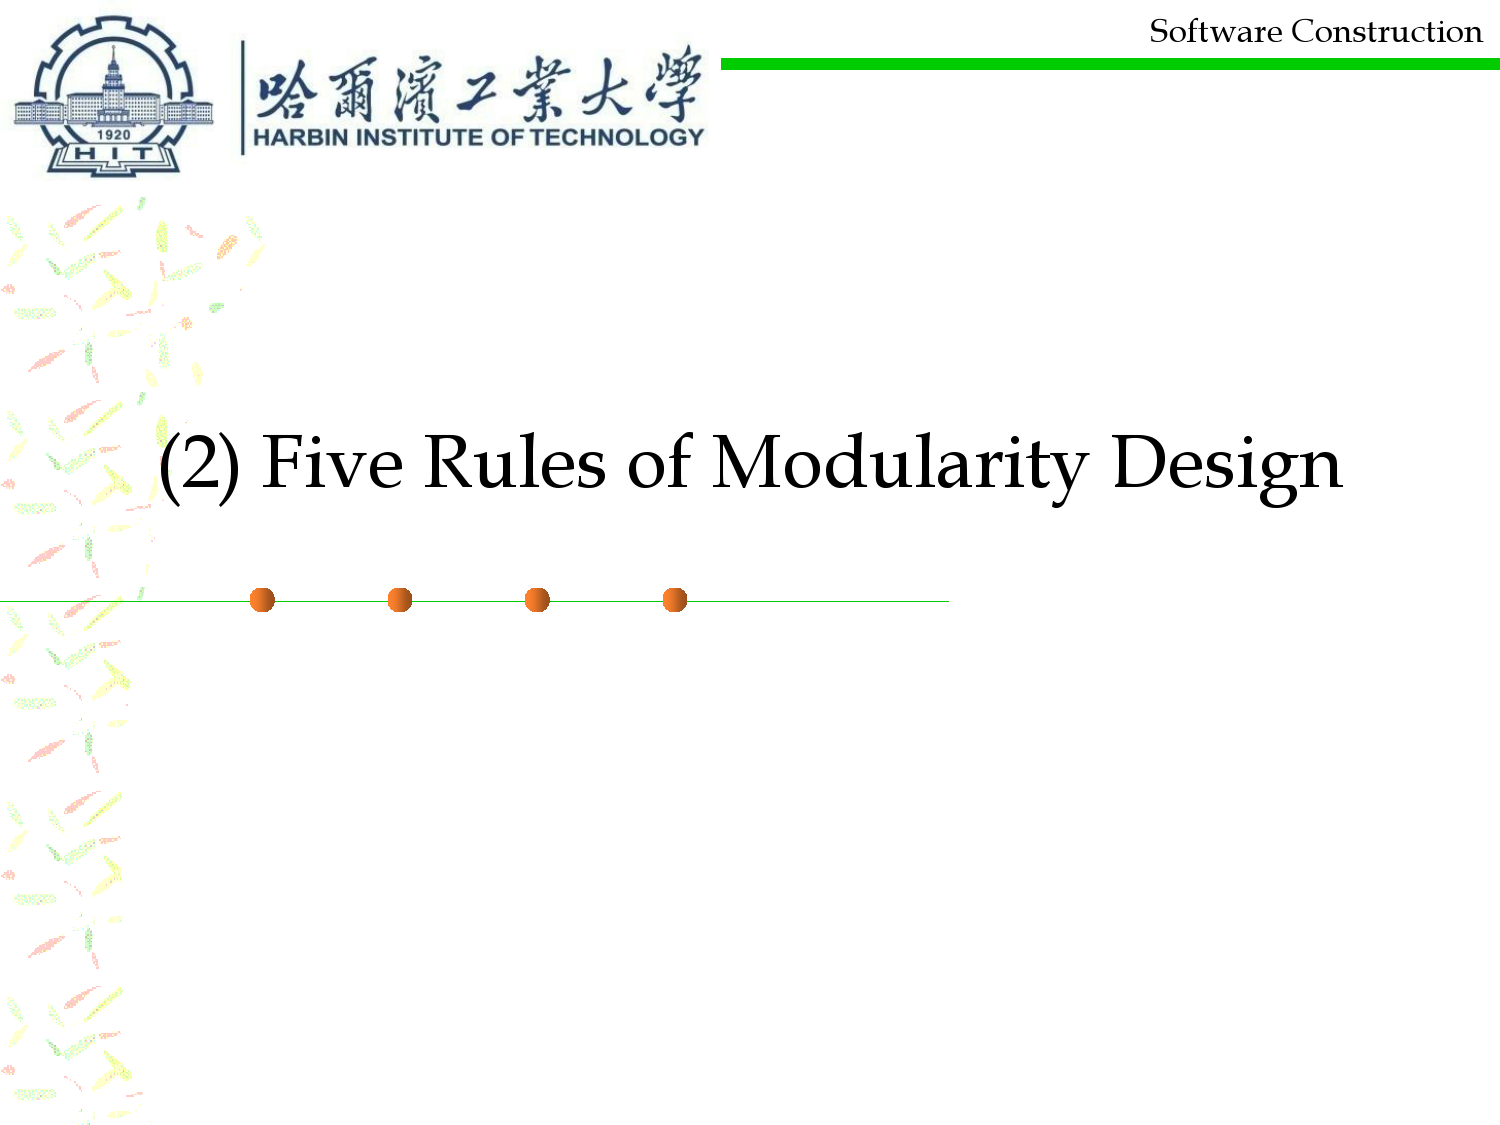 Software Construction
1920
HIT
哈爾濱工業大學
HARBIN INSTITUTE OF TECHNOLOGY
(2) Five Rules of Modularity Design